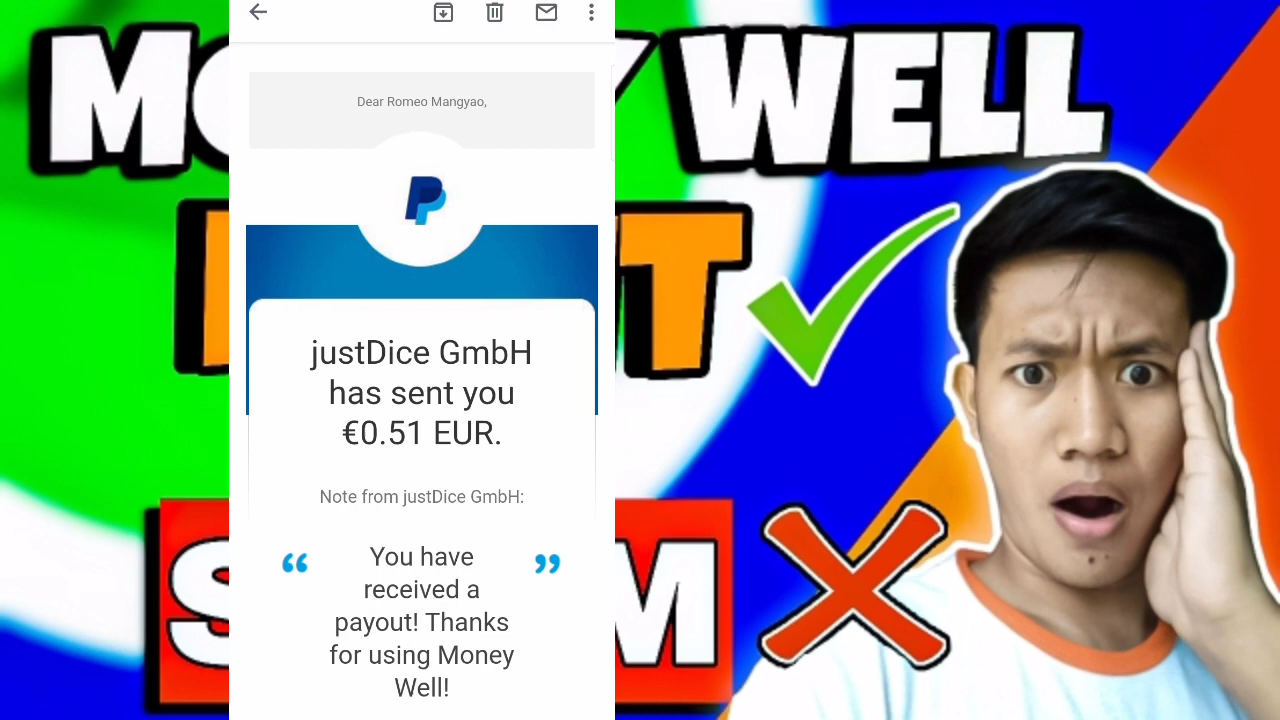 WELL
Dear Romeo Mangyao,
justDice GmbH
has sent you
€0.51 EUR.
Note from justDice GmbH:
“ You have ”
received a
payout! Thanks
for using Money
Well!